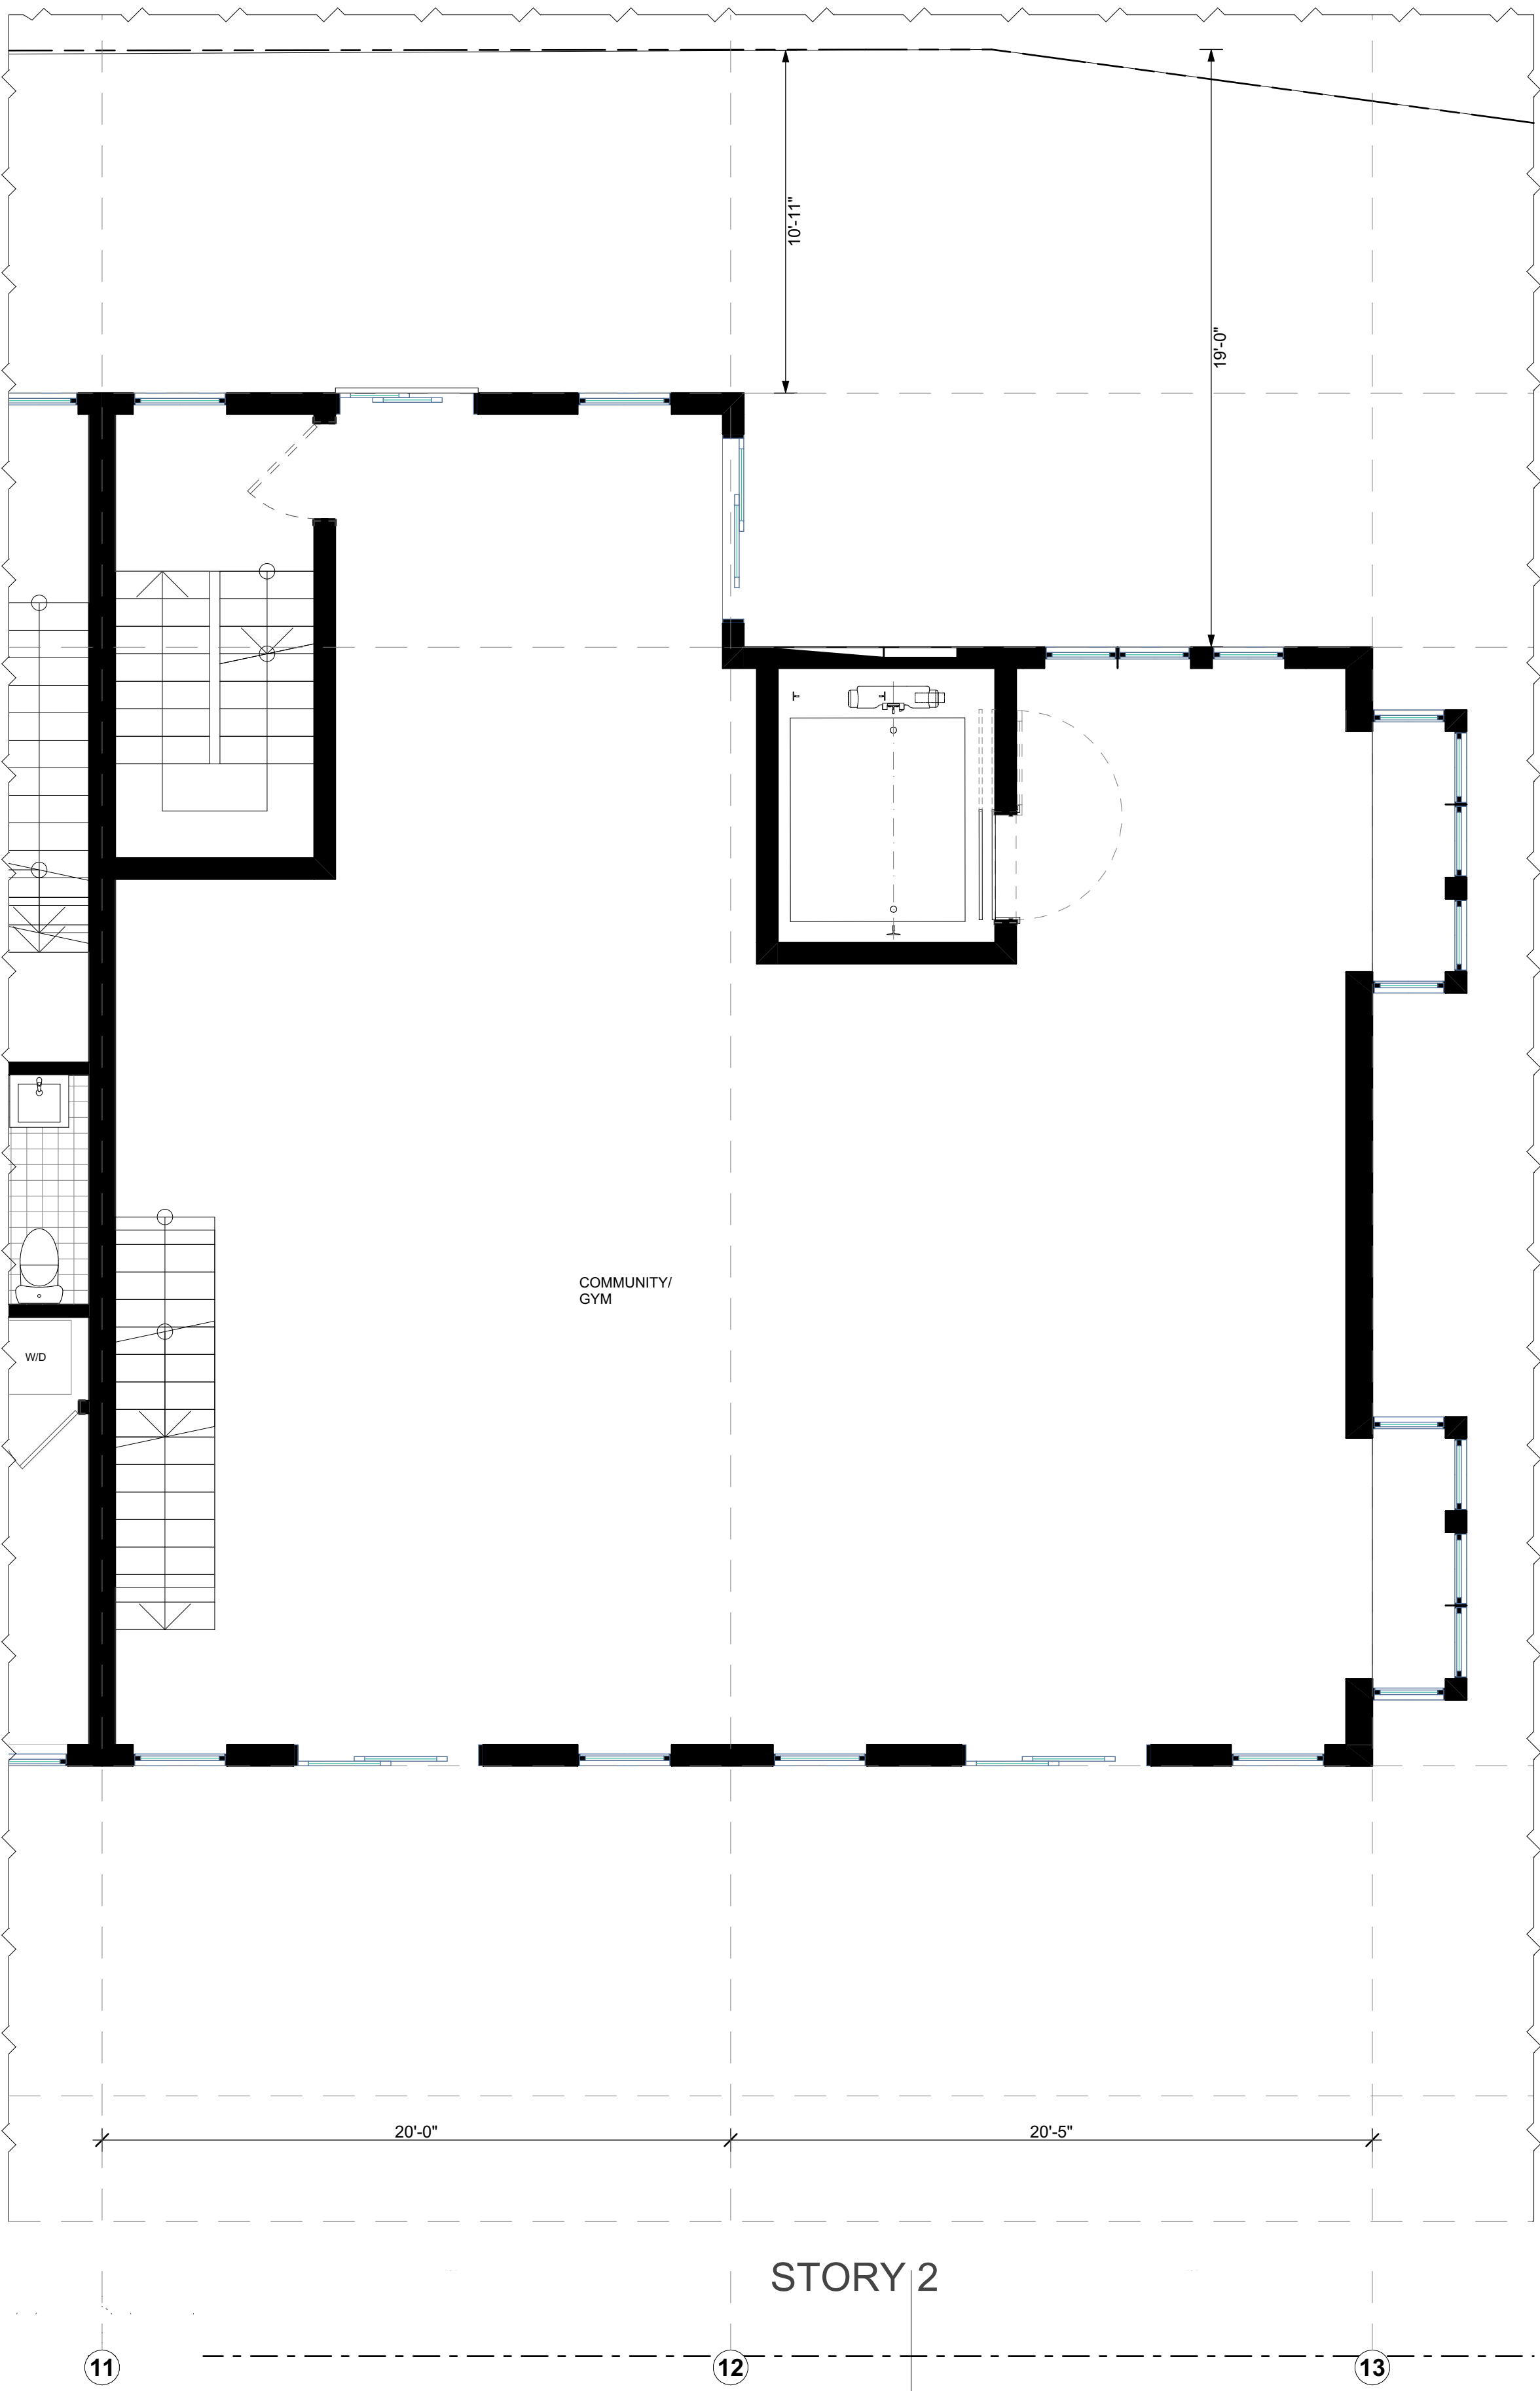 10'-11"
19'-0"
COMMUNITY/
GYM
W/D
20'-0"
20'-5"
STORY 2
11
12
13